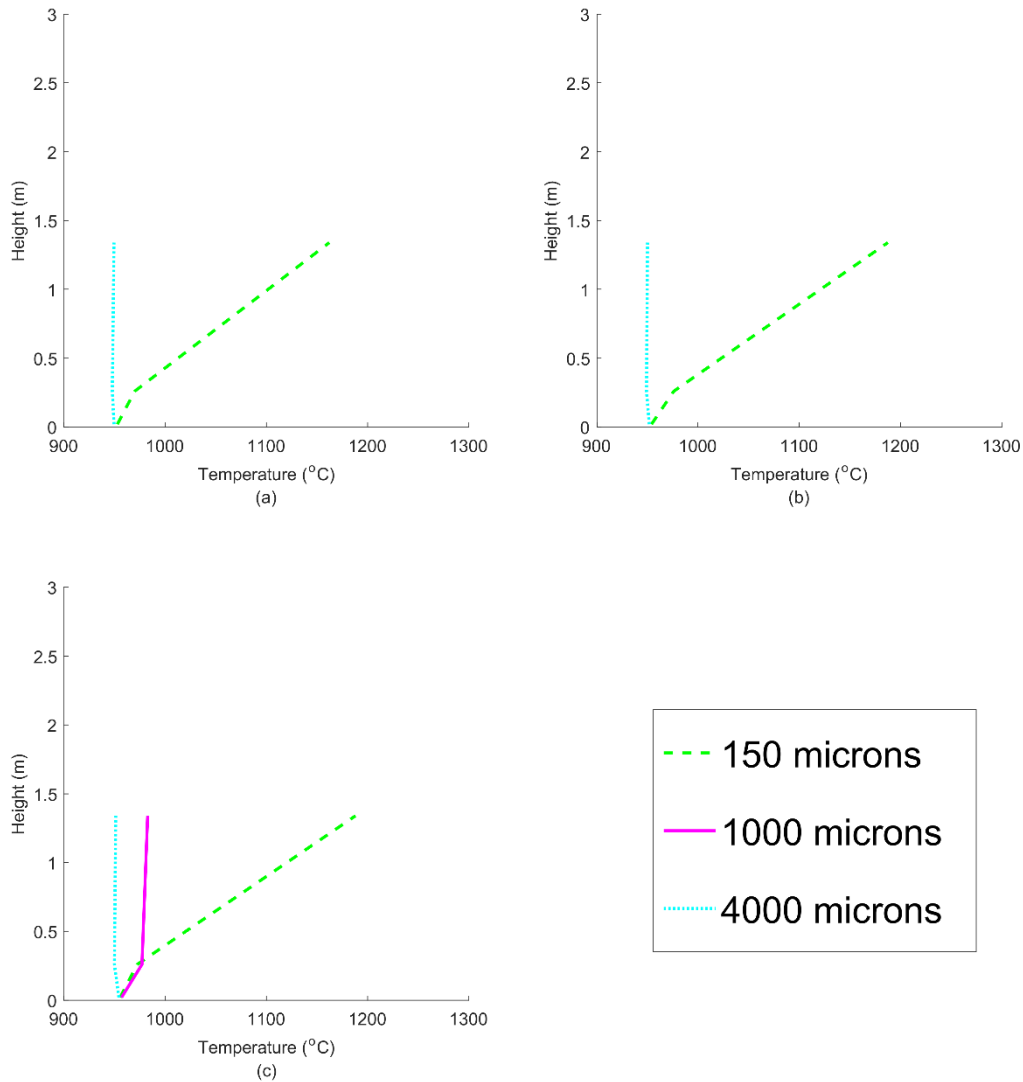 3
2.5
2
1.5
1
0.5
0
Height (m)
900 1000 1100 1200 1300
Temperature (°C)
(a)
3
2.5
2
1.5
1
0.5
0
Height (m)
900 1000 1100 1200 1300
Temperature (°C)
(b)
3
2.5
2
1.5
1
0.5
0
Height (m)
900 1000 1100 1200 1300
Temperature (°C)
(c)
150 microns
1000 microns
4000 microns